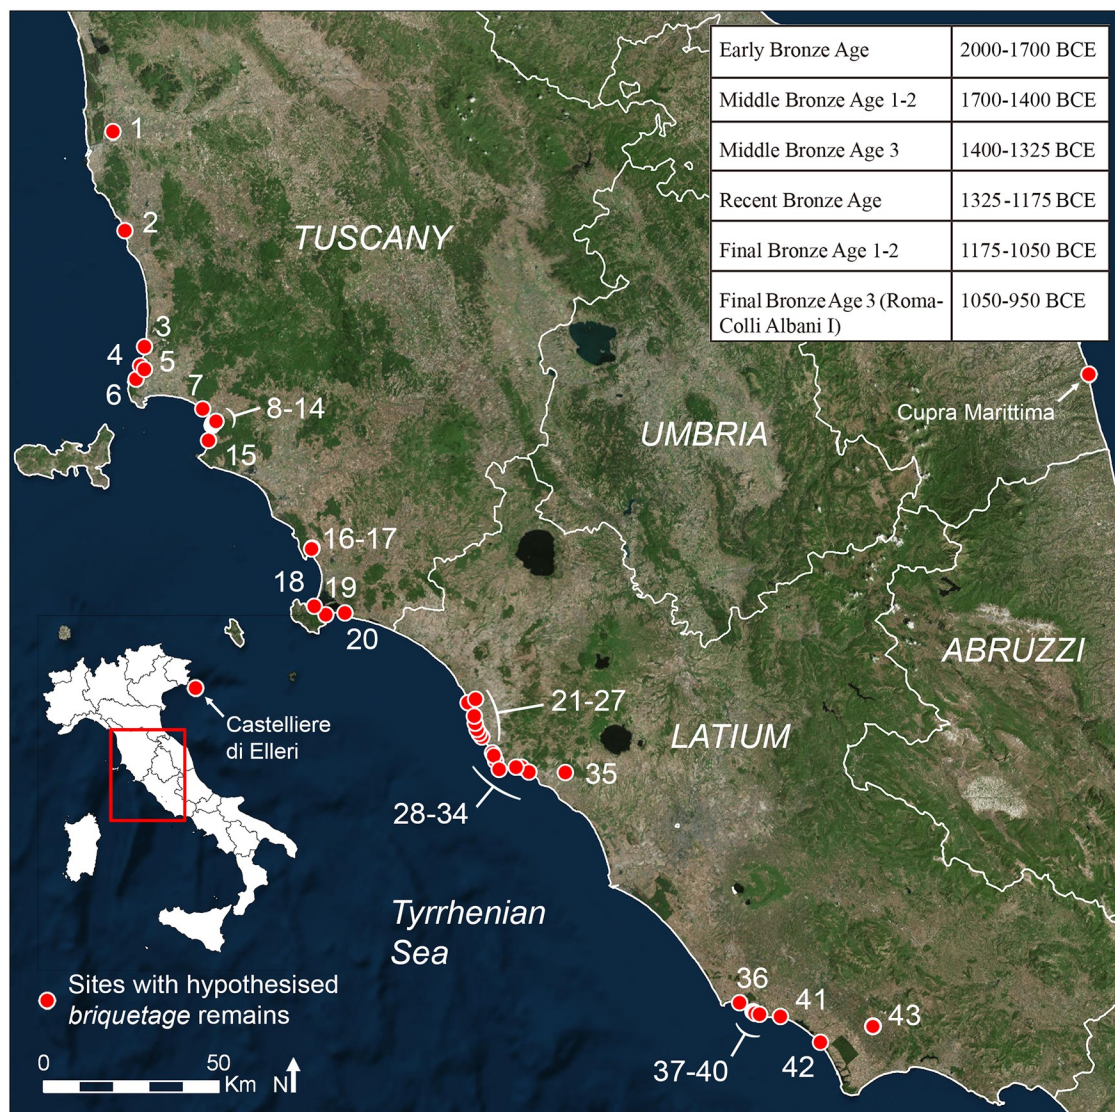 Early Bronze Age 2000-1700 BCE
Middle Bronze Age 1-2 1700-1400 BCE
Middle Bronze Age 3 1400-1325 BCE
Recent Bronze Age 1325-1175 BCE
Final Bronze Age 1-2 1175-1050 BCE
Final Bronze Age 3 (Roma- 1050-950 BCE
Colli Albani I)
1
2
TUSCANY
3
4
5
6
7
8-14
15
Cupra Marittima
UMBRIA
16-17
18
19
20
ABRUZZI
21-27
LATIUM
Castelliere
di Elleri
35
28-34
Tyrrhenian
Sea
36
41
43
37-40
42
Sites with hypothesised
briquetage remains
0 50
Km
N